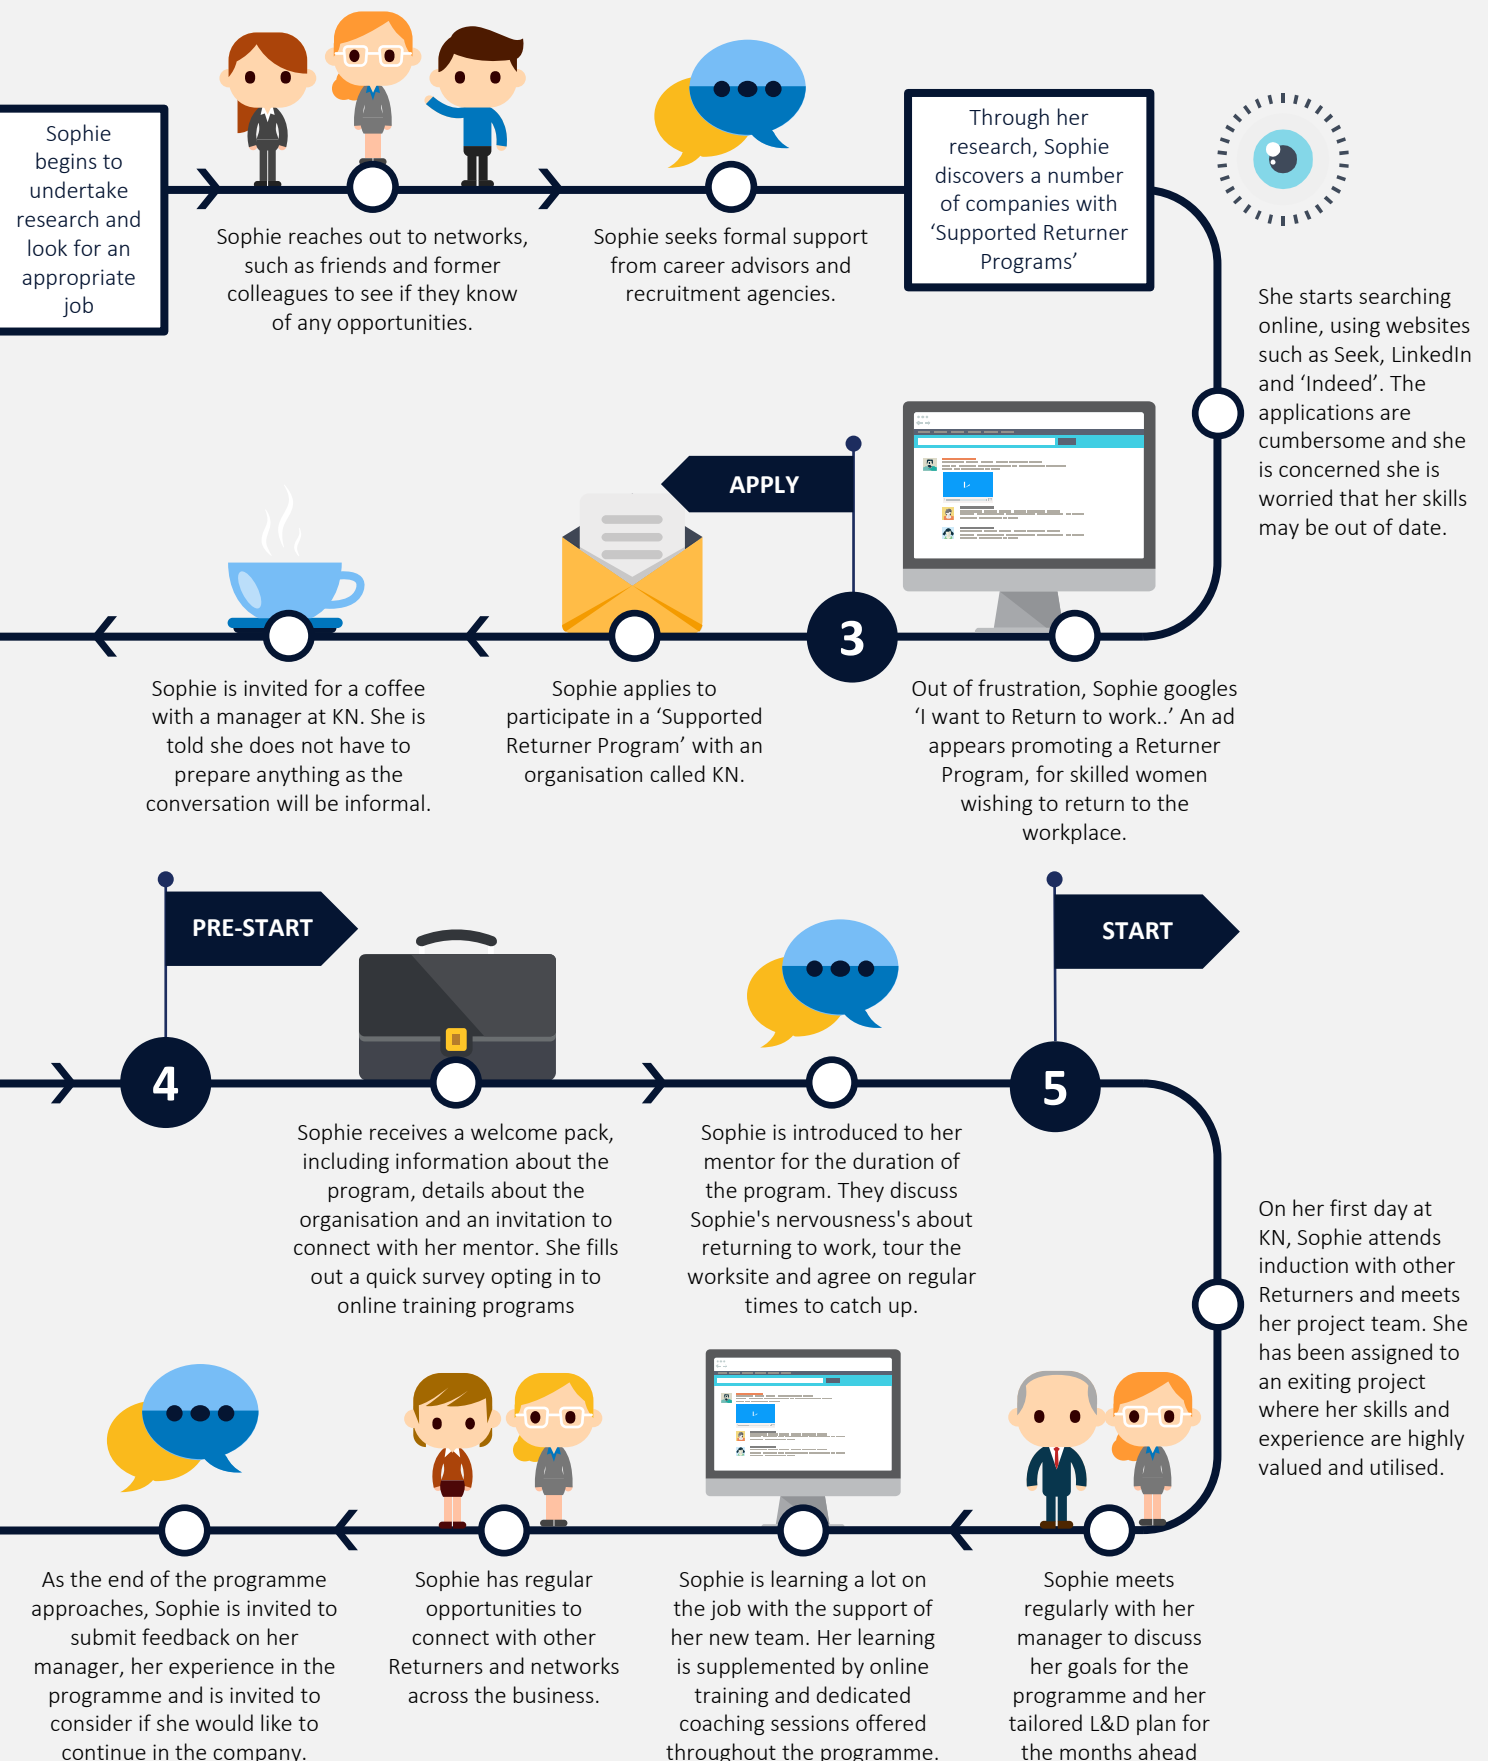 Sophie
begins to
undertake
research and
look for an
appropriate
job
Sophie reaches out to networks,
such as friends and former
colleagues to see if they know
of any opportunities.
Sophie seeks formal support
from career advisors and
recruitment agencies.
Through her
research, Sophie
discovers a number
of companies with
‘Supported Returner
Programs’
She starts searching
online, using websites
such as Seek, LinkedIn
and ‘Indeed’. The
applications are
cumbersome and she
is concerned she is
worried that her skills
may be out of date.
Out of frustration, Sophie googles
‘I want to Return to work..’ An ad
appears promoting a Returner
Program, for skilled women
wishing to return to the
workplace.
3
APPLY
Sophie applies to
participate in a ‘Supported
Returner Program’ with an
organisation called KN.
Sophie is invited for a coffee
with a manager at KN. She is
told she does not have to
prepare anything as the
conversation will be informal.
4
PRE-START
Sophie receives a welcome pack,
including information about the
program, details about the
organisation and an invitation to
connect with her mentor. She fills
out a quick survey opting in to
online training programs
Sophie is introduced to her
mentor for the duration of
the program. They discuss
Sophie's nervousness's about
returning to work, tour the
worksite and agree on regular
times to catch up.
5
START
On her first day at
KN, Sophie attends
induction with other
Returners and meets
her project team. She
has been assigned to
an exiting project
where her skills and
experience are highly
valued and utilised.
Sophie meets
regularly with her
manager to discuss
her goals for the
programme and her
tailored L&D plan for
the months ahead
Sophie is learning a lot on
the job with the support of
her new team. Her learning
is supplemented by online
training and dedicated
coaching sessions offered
throughout the programme.
Sophie has regular
opportunities to
connect with other
Returners and networks
across the business.
As the end of the programme
approaches, Sophie is invited to
submit feedback on her
manager, her experience in the
programme and is invited to
consider if she would like to
continue in the company.